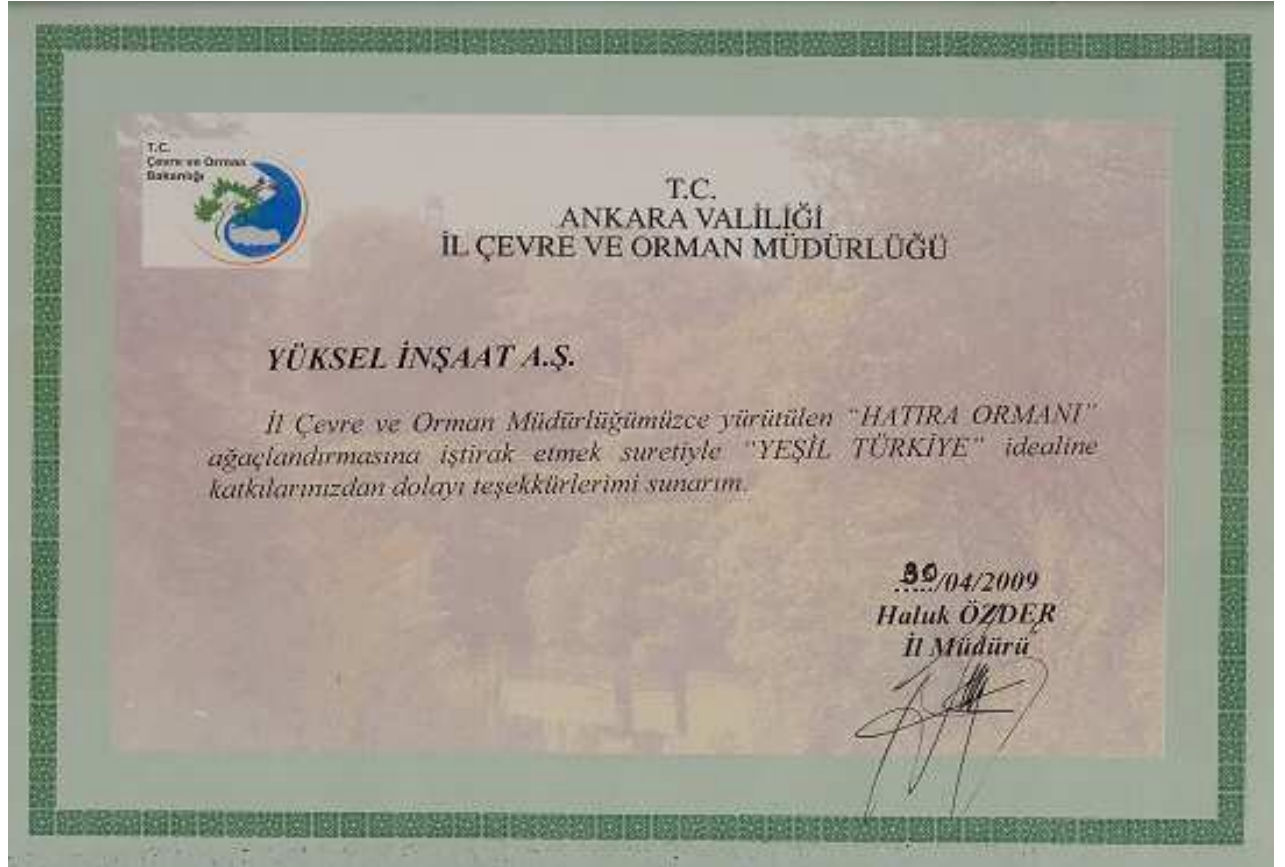 T.C.
Çevre ve Orman
Bakanlığı
T.C.
ANKARA VALİLİĞİ
İL ÇEVRE VE ORMAN MÜDÜRLÜĞÜ
YÜKSEL İNŞAAT A.Ş.
İl Çevre ve Orman Müdürlüğümüzce yürütülen "HATIRA ORMANI"
ağaçlandırmasına iştirak etmek suretiyle "YEŞİL TÜRKİYE" idealine
katkılarınızdan dolayı teşekkürlerimi sunarım.
30/04/2009
Haluk ÖZDER
İl Müdürü